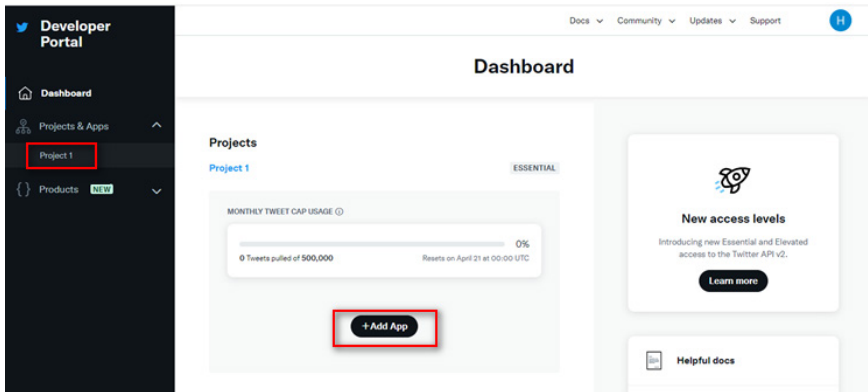 Developer
Portal
Docs Community Updates Support
H
Dashboard
Dashboard
Projects & Apps
Project 1
{ } Products NEW
Projects
Project 1 ESSENTIAL
MONTHLY TWEET CAP USAGE
0%
0 Tweets pulled of 500,000 Resets on April 21 at 00:00 UTC
+Add App
New access levels
Introducing new Essential and Elevated
access to the Twitter API v2.
Learn more
Helpful docs